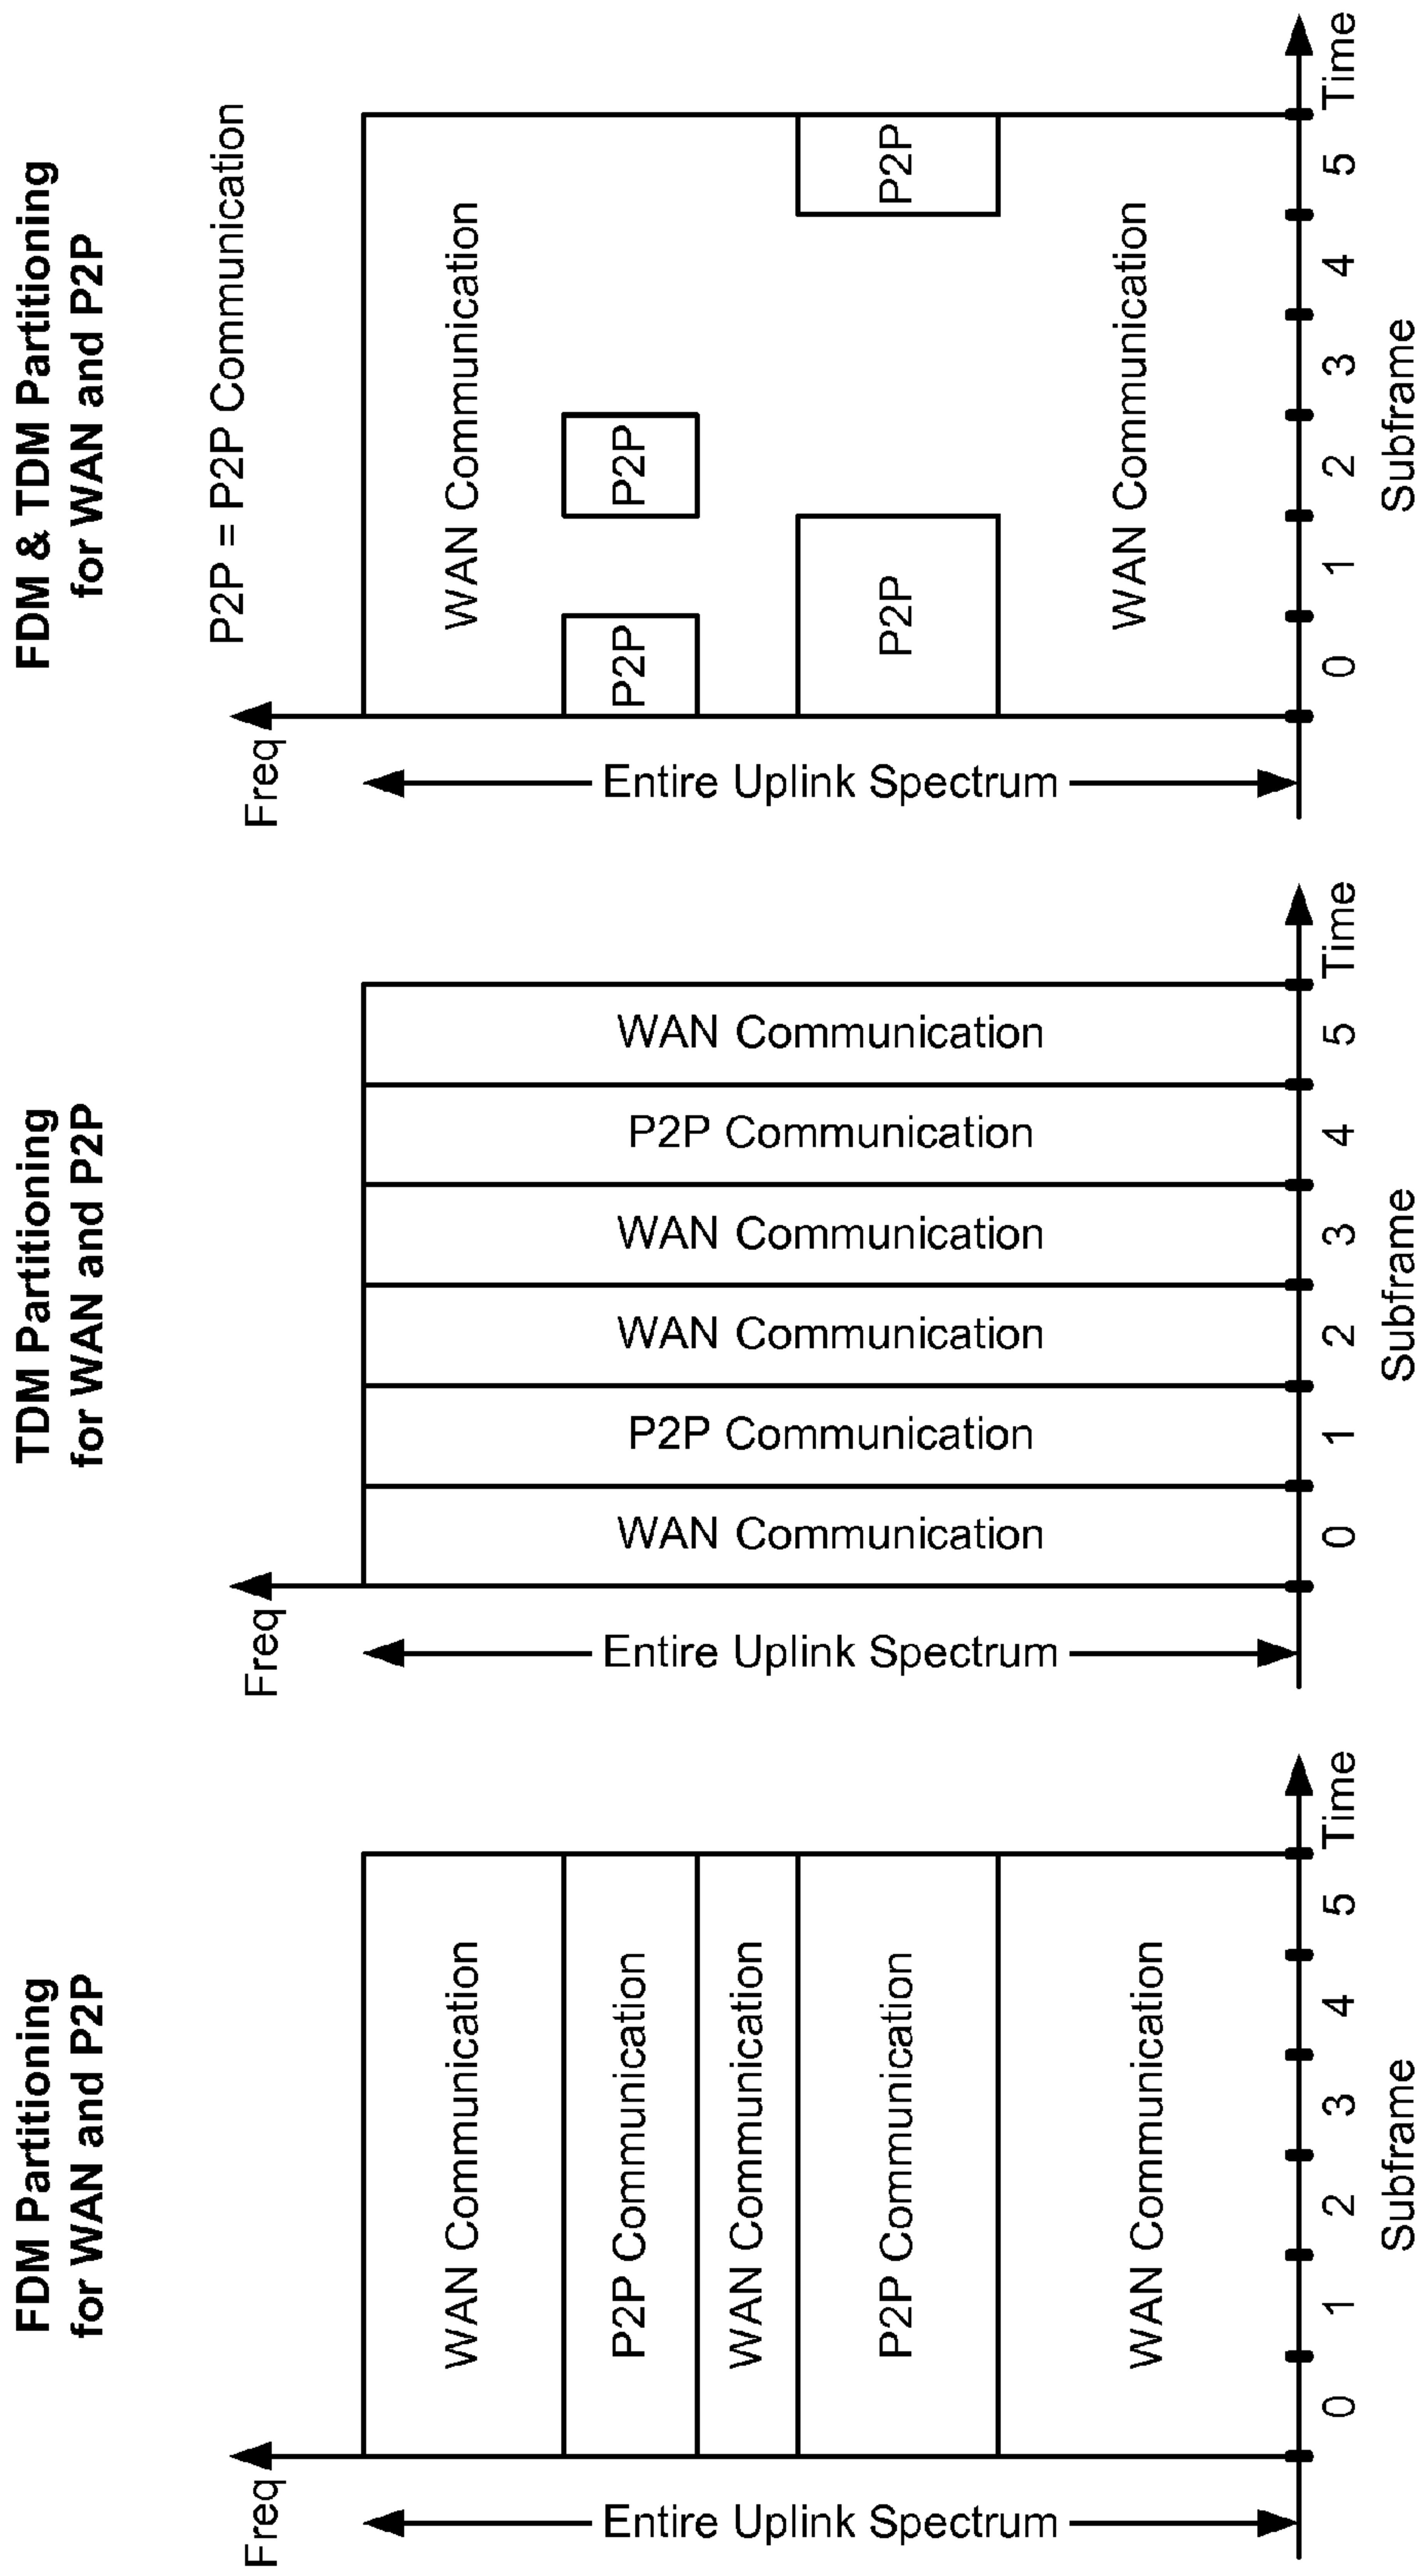 FDM Partitioning
for WAN and P2P
Freq
Entire Uplink Spectrum
WAN Communication
P2P Communication
WAN Communication
P2P Communication
WAN Communication
0 1 2 3 4 5 Time
Subframe
TDM Partitioning
for WAN and P2P
Freq
Entire Uplink Spectrum
WAN Communication
P2P Communication
WAN Communication
WAN Communication
P2P Communication
WAN Communication
0 1 2 3 4 5 Time
Subframe
FDM & TDM Partitioning
for WAN and P2P
P2P = P2P Communication
Freq
Entire Uplink Spectrum
WAN Communication
P2P P2P
P2P P2P
WAN Communication
0 1 2 3 4 5 Time
Subframe